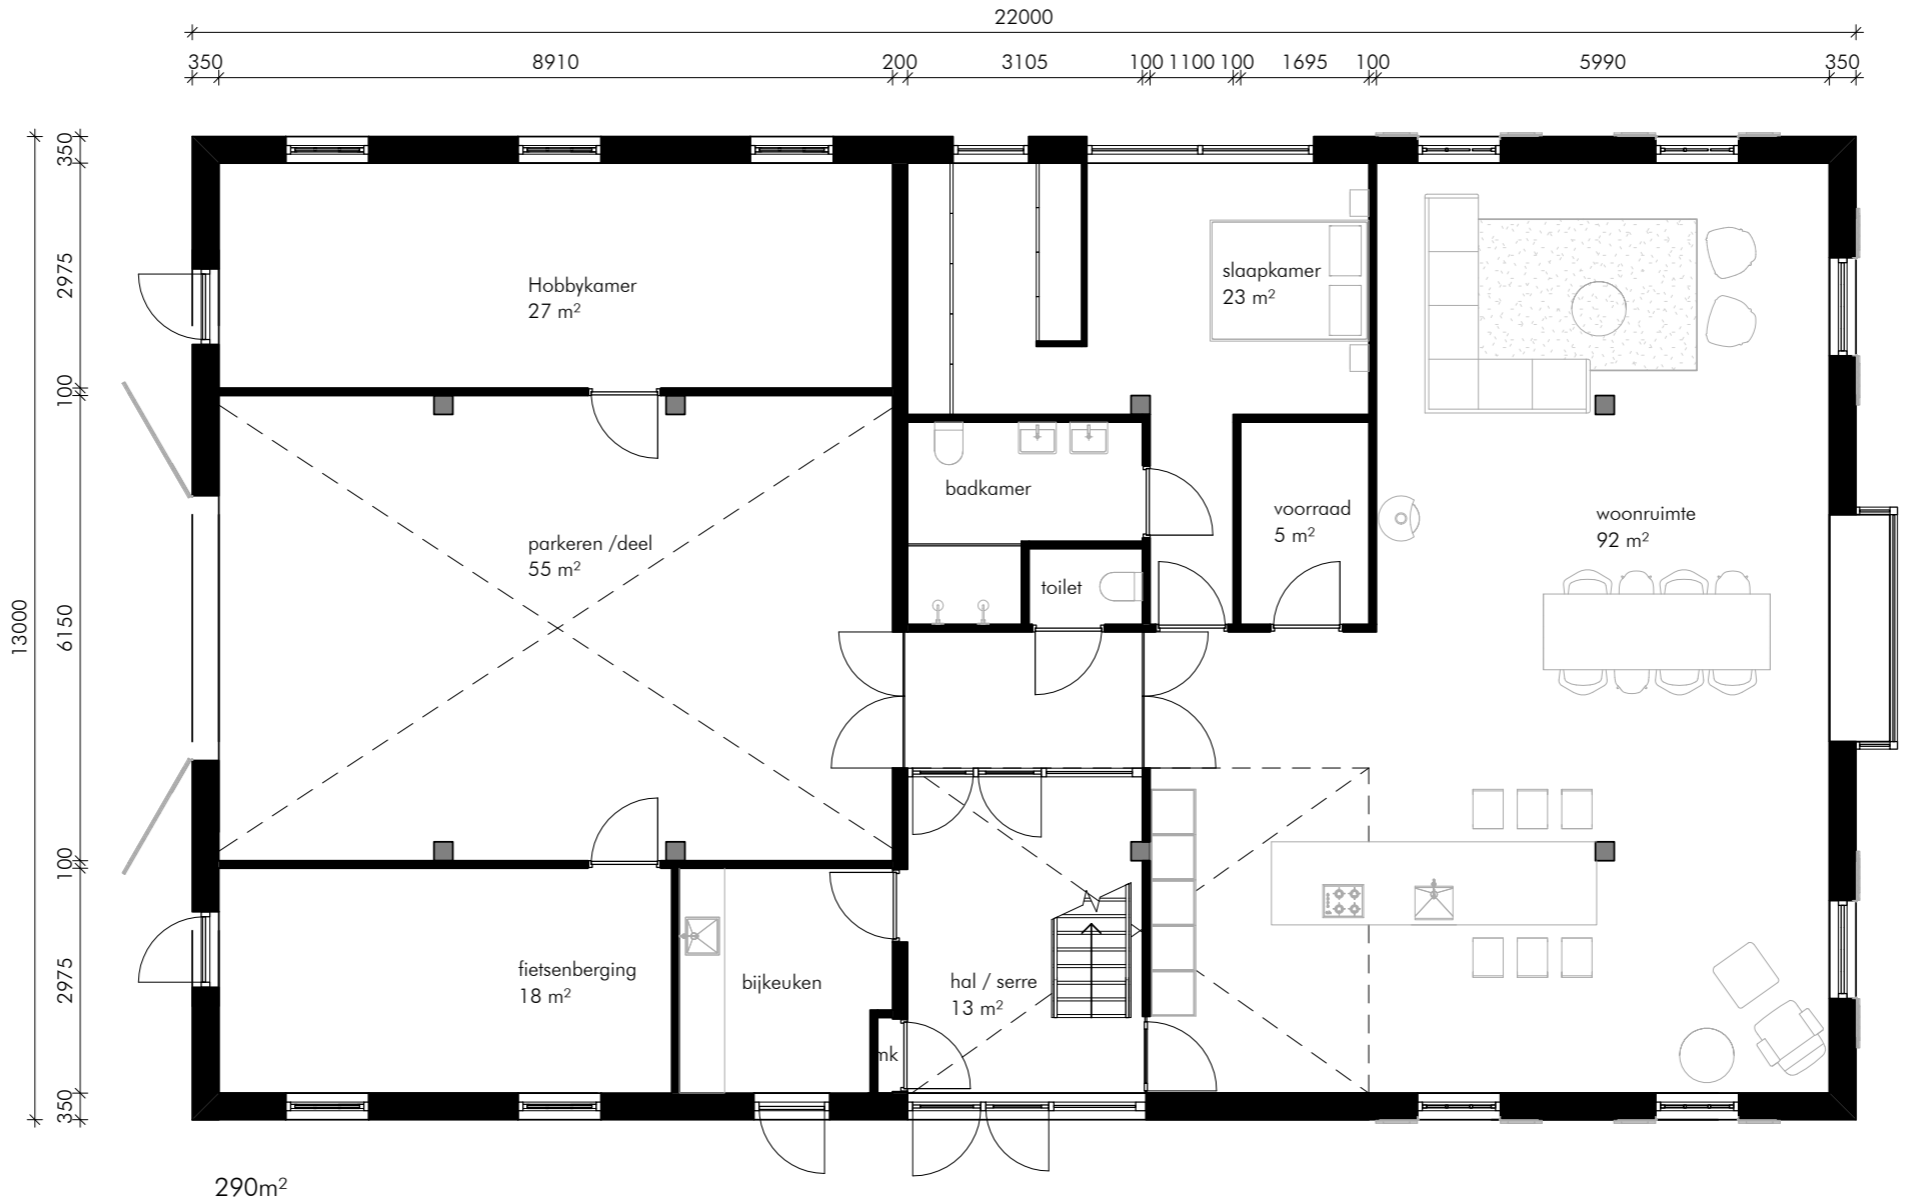 22000
350 8910 200 3105 100 1100 100 1695 100 5990 350
13000
350
2975
100
6150
100
2975
350
Hobbykamer
27 m²
slaapkamer
23 m²
parkeren /deel
55 m²
badkamer
toilet
voorraad
5 m²
woonruimte
92 m²
fietsenberging
18 m²
bijkeuken
mk
hal / serre
13 m²
290m²